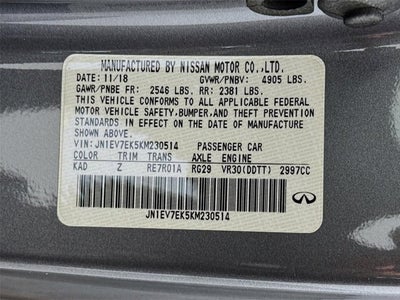 MANUFACTURED BY NISSAN MOTOR CO.,LTD.
DATE: 11/18 GVWR/PNBV: 4905 LBS.
GAWR/PNBE FR: 2546 LBS. RR: 2381 LBS.
THIS VEHICLE CONFORMS TO ALL APPLICABLE FEDERAL
MOTOR VEHICLE SAFETY,BUMPER,AND THEFT PREVENTION
STANDARDS IN EFFECT ON THE DATE OF MANUFACTURE
SHOWN ABOVE.
VIN: JN1EV7EK5KM230514 PASSENGER CAR
COLOR TRIM TRANS AXLE ENGINE
KAD Z RE7R01A RG29 VR30(DDTT) 2997CC
JN1EV7EK5KM230514